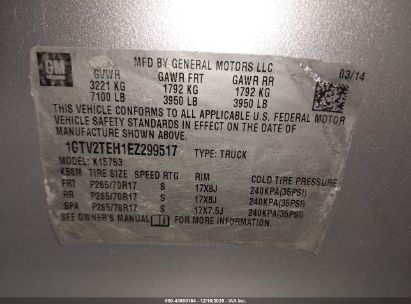 GM
MFD BY GENERAL MOTORS LLC
03/14
GVWR GAWR FRT GAWR RR
3221 KG 1792 KG 1792 KG
7100 LB 3950 LB 3950 LB
THIS VEHICLE CONFORMS TO ALL APPLICABLE U.S. FEDERAL MOTOR
VEHICLE SAFETY STANDARDS IN EFFECT ON THE DATE OF
MANUFACTURE SHOWN ABOVE.
1GTV2TEH1EZ299517 TYPE: TRUCK
MODEL: K15753
KB8M TIRE SIZE SPEED RTG RIM COLD TIRE PRESSURE
FRT P265/70R17 S 17X8J 240KPA(35PSI)
RR P265/70R17 S 17X8J 240KPA(35PSI)
SPA P265/70R17 S 17X7.5J 240KPA(35PSI)
SEE OWNER'S MANUAL FOR MORE INFORMATION.